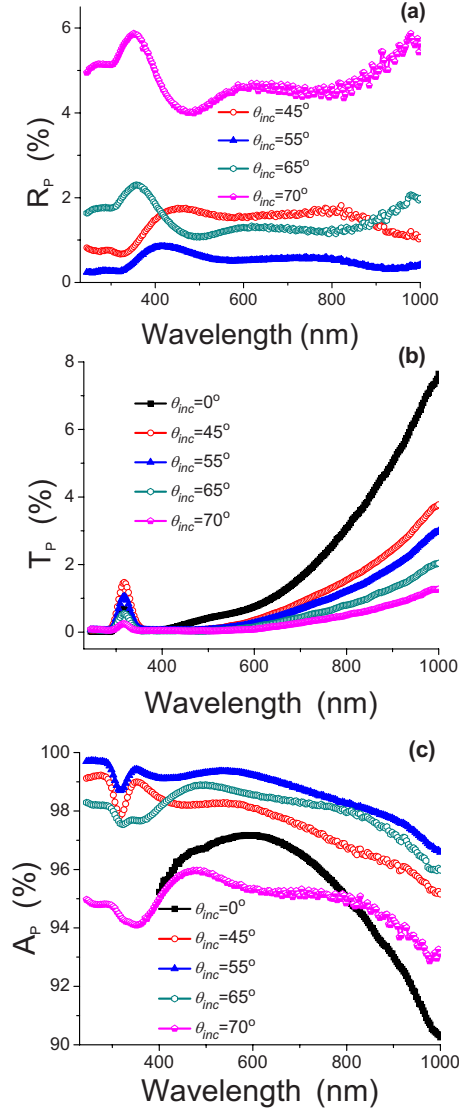 (a)
6
4
2
0
R_P (%)
θ_inc=45°
θ_inc=55°
θ_inc=65°
θ_inc=70°
400 600 800 1000
Wavelength (nm)
(b)
8
6
4
2
0
T_P (%)
θ_inc=0°
θ_inc=45°
θ_inc=55°
θ_inc=65°
θ_inc=70°
400 600 800 1000
Wavelength (nm)
(c)
100
98
96
94
92
90
A_P (%)
θ_inc=0°
θ_inc=45°
θ_inc=55°
θ_inc=65°
θ_inc=70°
400 600 800 1000
Wavelength (nm)